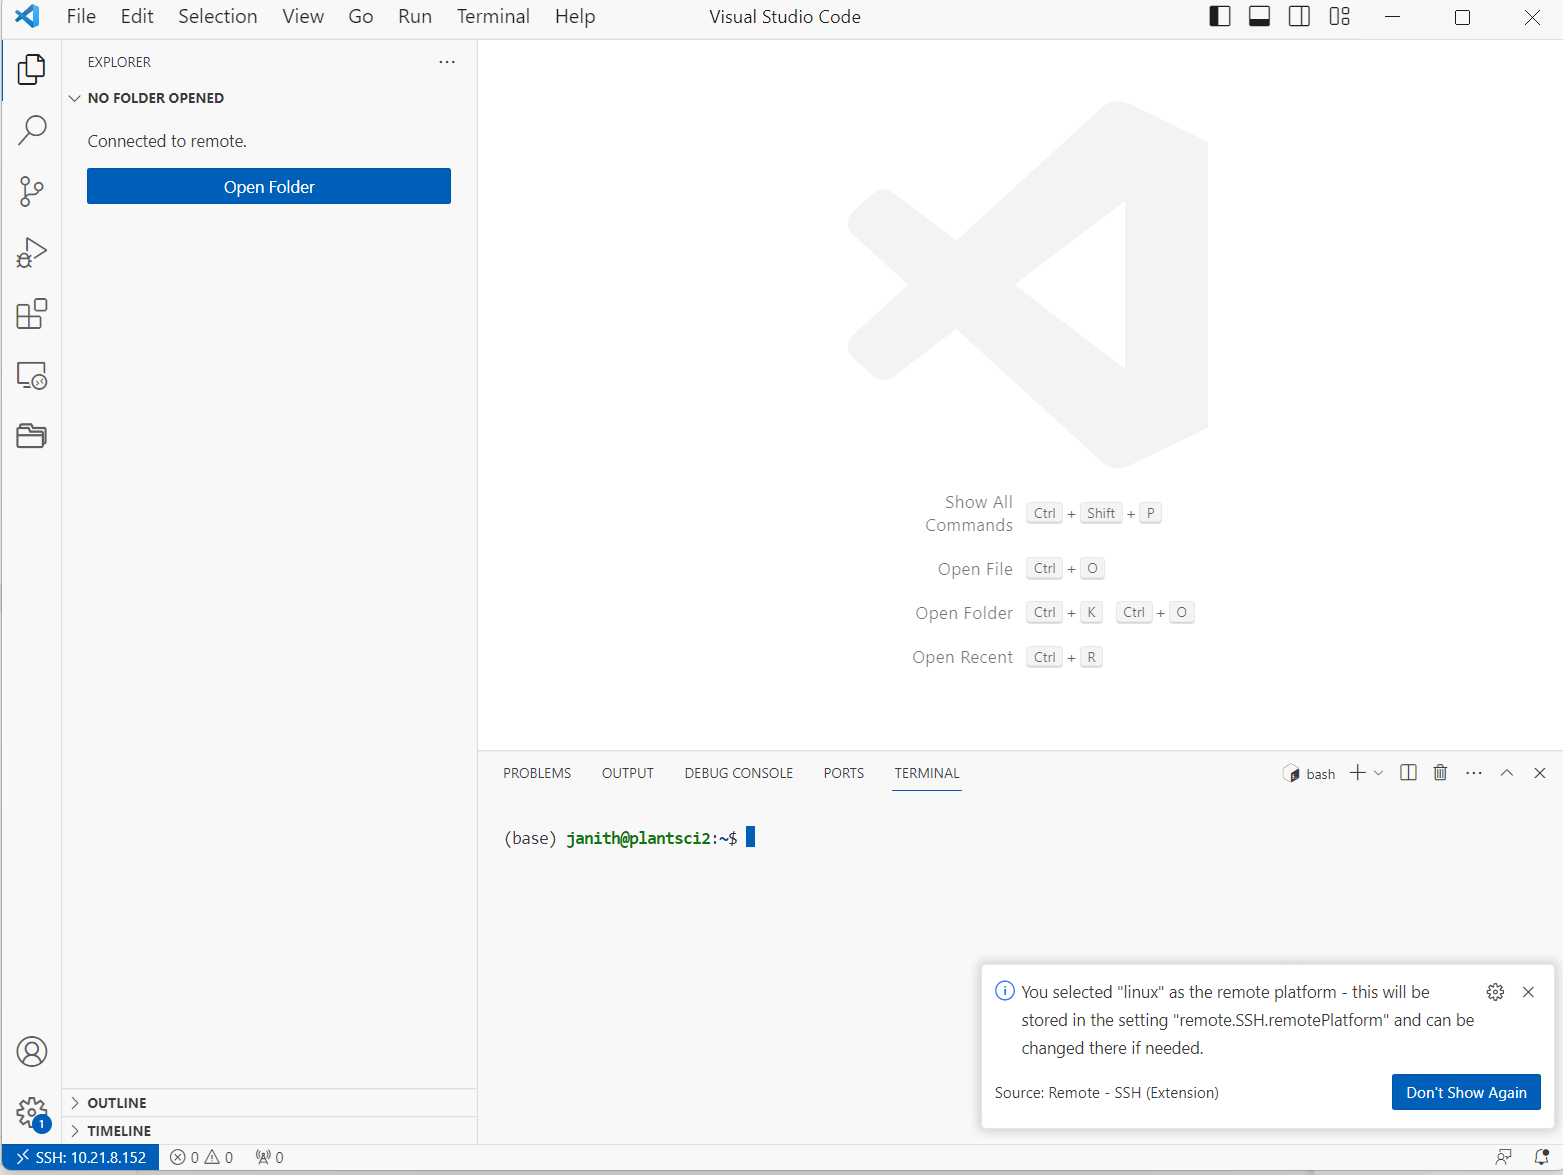 File Edit Selection View Go Run Terminal Help Visual Studio Code
EXPLORER
NO FOLDER OPENED
Connected to remote.
Open Folder
Show All Commands Ctrl + Shift + P
Open File Ctrl + O
Open Folder Ctrl + K Ctrl + O
Open Recent Ctrl + R
PROBLEMS OUTPUT DEBUG CONSOLE PORTS TERMINAL bash
(base) janith@plantsci2:~$
You selected "linux" as the remote platform - this will be
stored in the setting "remote.SSH.remotePlatform" and can be
changed there if needed.
Source: Remote - SSH (Extension) Don't Show Again
OUTLINE
1
TIMELINE
SSH: 10.21.8.152 0 0 0